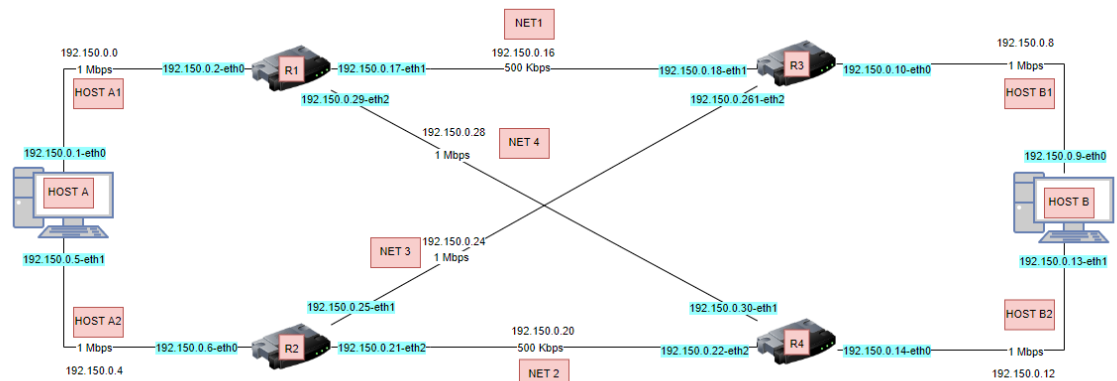 NET1
192.150.0.0
192.150.0.16
192.150.0.8
1 Mbps
192.150.0.2-eth0
R1
192.150.0.17-eth1
500 Kbps
192.150.0.18-eth1
R3
192.150.0.10-eth0
1 Mbps
HOST A1
192.150.0.29-eth2
192.150.0.261-eth2
HOST B1
192.150.0.28
NET 4
1 Mbps
192.150.0.1-eth0
192.150.0.9-eth0
HOST A
HOST B
192.150.0.24
NET 3
1 Mbps
192.150.0.5-eth1
192.150.0.13-eth1
192.150.0.25-eth1
192.150.0.30-eth1
HOST A2
HOST B2
192.150.0.20
1 Mbps
192.150.0.6-eth0
R2
192.150.0.21-eth2
500 Kbps
192.150.0.22-eth2
R4
192.150.0.14-eth0
1 Mbps
192.150.0.4
NET 2
192.150.0.12